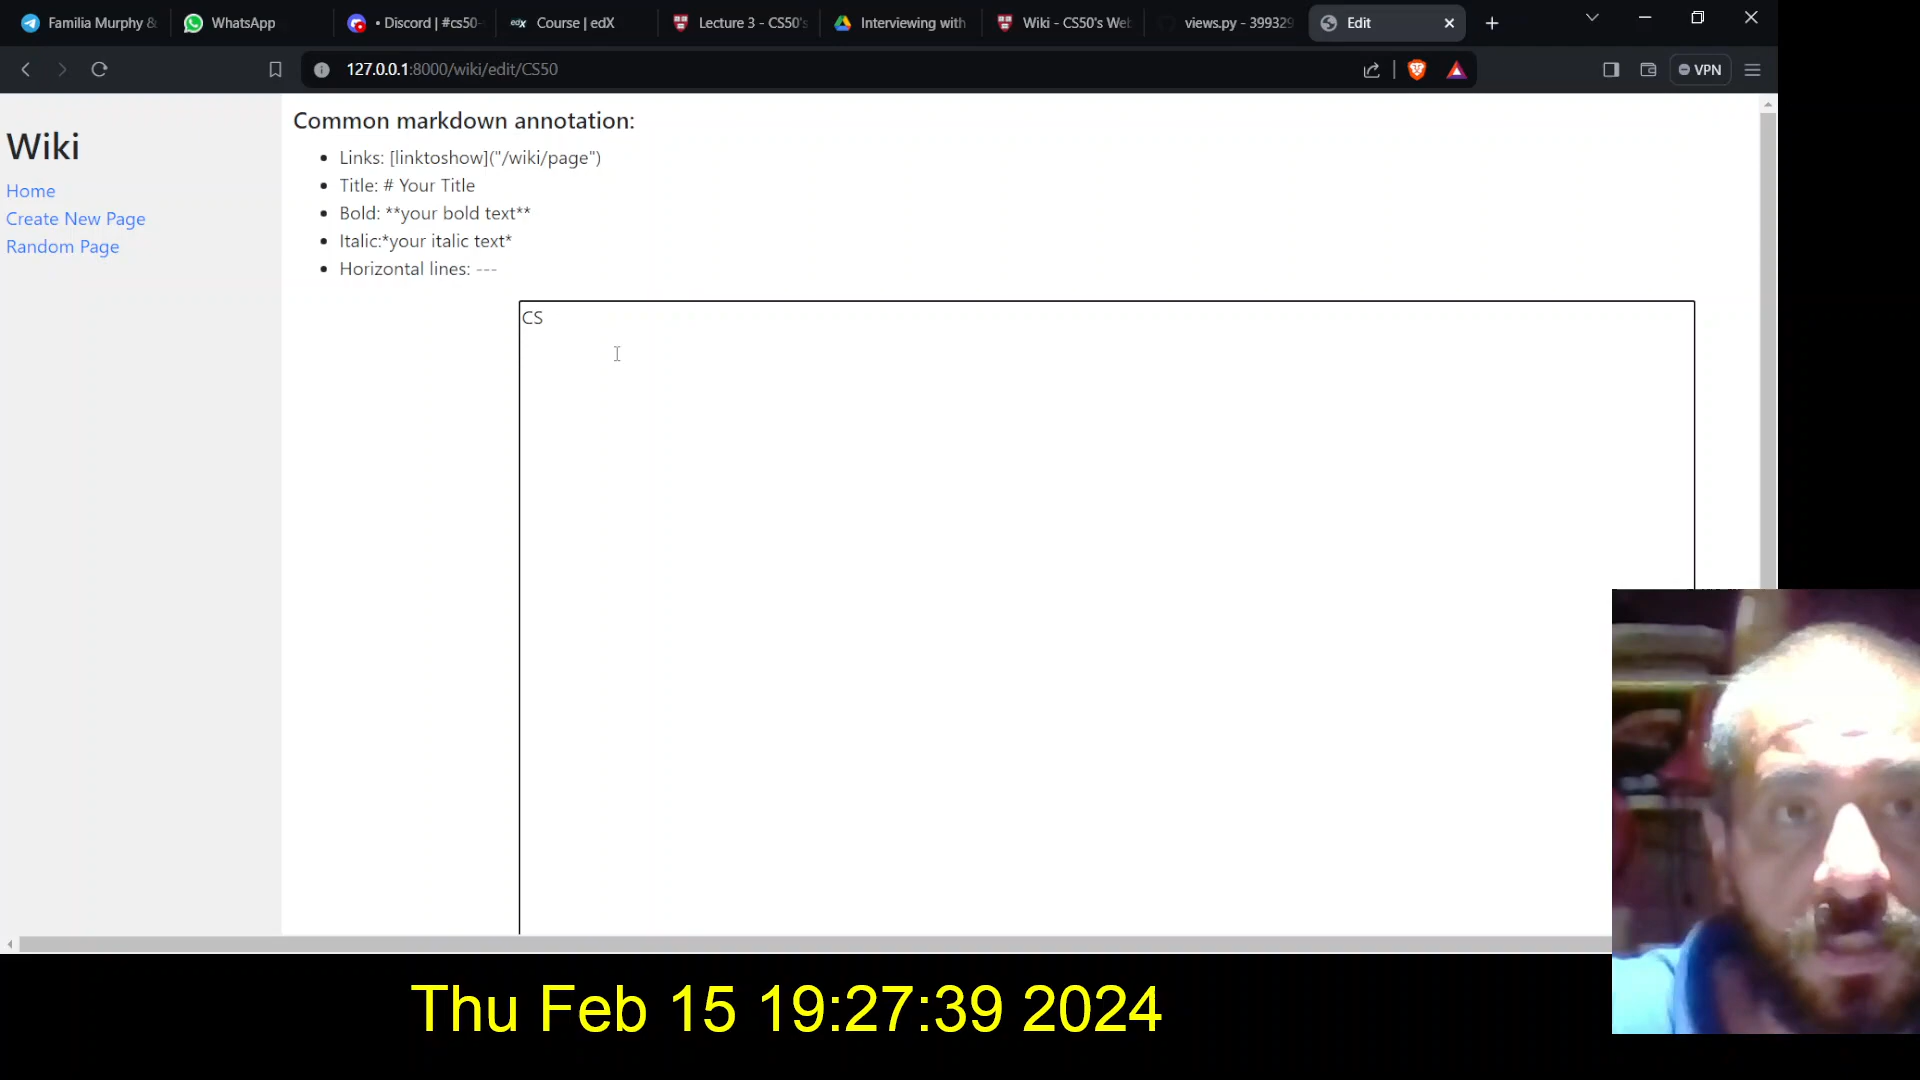 Familia Murphy &
WhatsApp
• Discord | #cs50-
edx Course | edX
Lecture 3 - CS50's
Interviewing with
Wiki - CS50's Web
views.py - 399329
Edit
127.0.0.1:8000/wiki/edit/CS50
VPN
Wiki
Home
Create New Page
Random Page
Common markdown annotation:
Links: [linktoshow]("/wiki/page")
Title: # Your Title
Bold: **your bold text**
Italic:*your italic text*
Horizontal lines: ---
CS
Thu Feb 15 19:27:39 2024